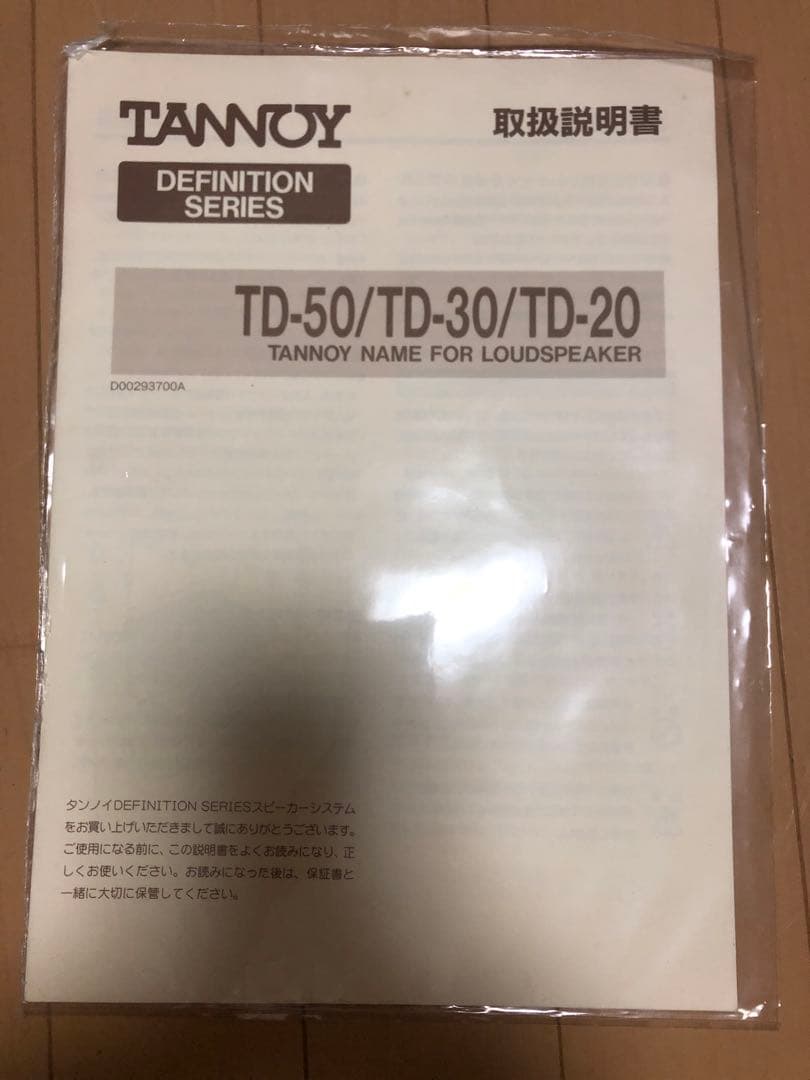 TANNOY
取扱説明書
DEFINITION
SERIES
TD-50/TD-30/TD-20
TANNOY NAME FOR LOUDSPEAKER
D00293700A
タンノイDEFINITION SERIESスピーカーシステム
をお買い上げいただきまして誠にありがとうございます。
ご使用になる前に、この説明書をよくお読みになり、正
しくお使いください。お読みになった後は、保証書と
一緒に大切に保管してください。